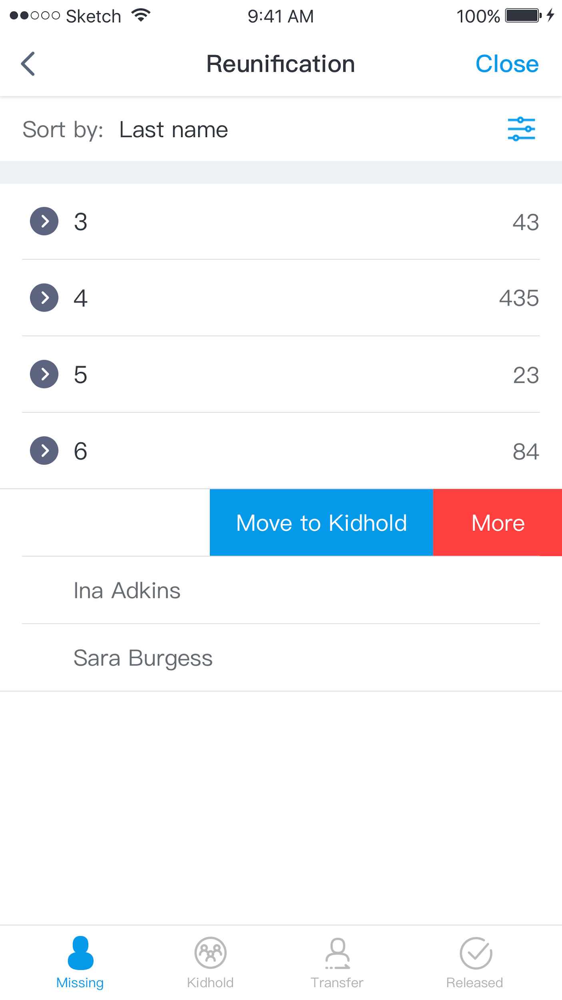 Sketch 9:41 AM 100%
Reunification Close
Sort by: Last name
3 43
4 435
5 23
6 84
Move to Kidhold More
Ina Adkins
Sara Burgess
Missing Kidhold Transfer Released